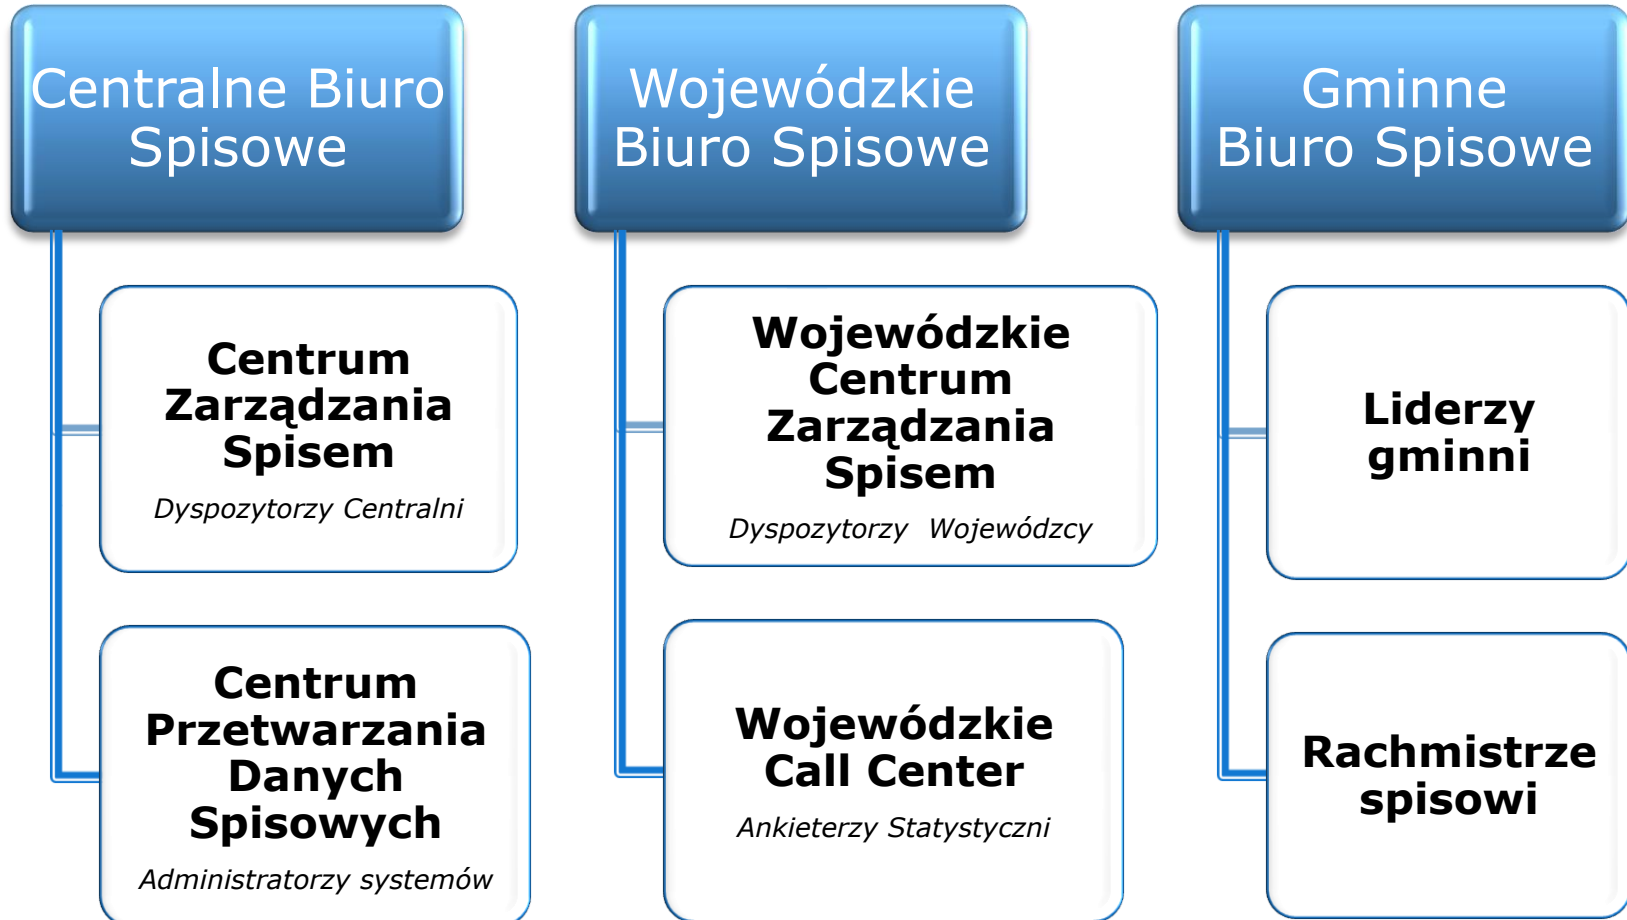 Centralne Biuro
Spisowe
Centrum
Zarządzania
Spisem
Dyspozytorzy Centralni
Centrum
Przetwarzania
Danych
Spisowych
Administratorzy systemów
Wojewódzkie
Biuro Spisowe
Wojewódzkie
Centrum
Zarządzania
Spisem
Dyspozytorzy Wojewódzcy
Wojewódzkie
Call Center
Ankieterzy Statystyczni
Gminne
Biuro Spisowe
Liderzy
gminni
Rachmistrze
spisowi